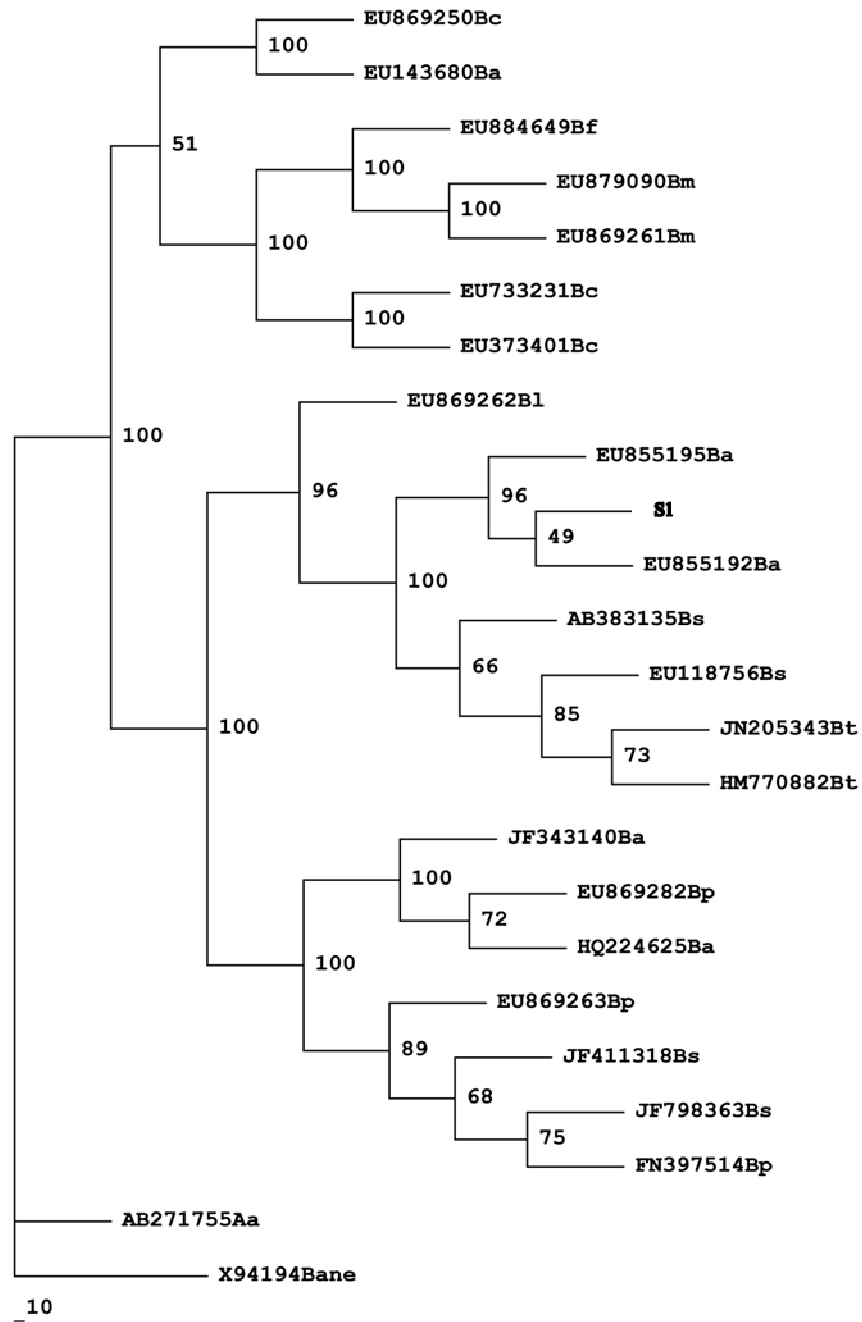 EU869250Bc
100
EU143680Ba
EU884649Bf
51
100
EU879090Bm
100
EU869261Bm
100
EU733231Bc
100
EU373401Bc
EU869262Bl
100
EU855195Ba
96
96
S1
49
EU855192Ba
100
AB383135Bs
66
EU118756Bs
85
JN205343Bt
100
73
HM770882Bt
JF343140Ba
100
EU869282Bp
72
HQ224625Ba
100
EU869263Bp
89
JF411318Bs
68
JF798363Bs
75
FN397514Bp
AB271755Aa
X94194Bane
_10